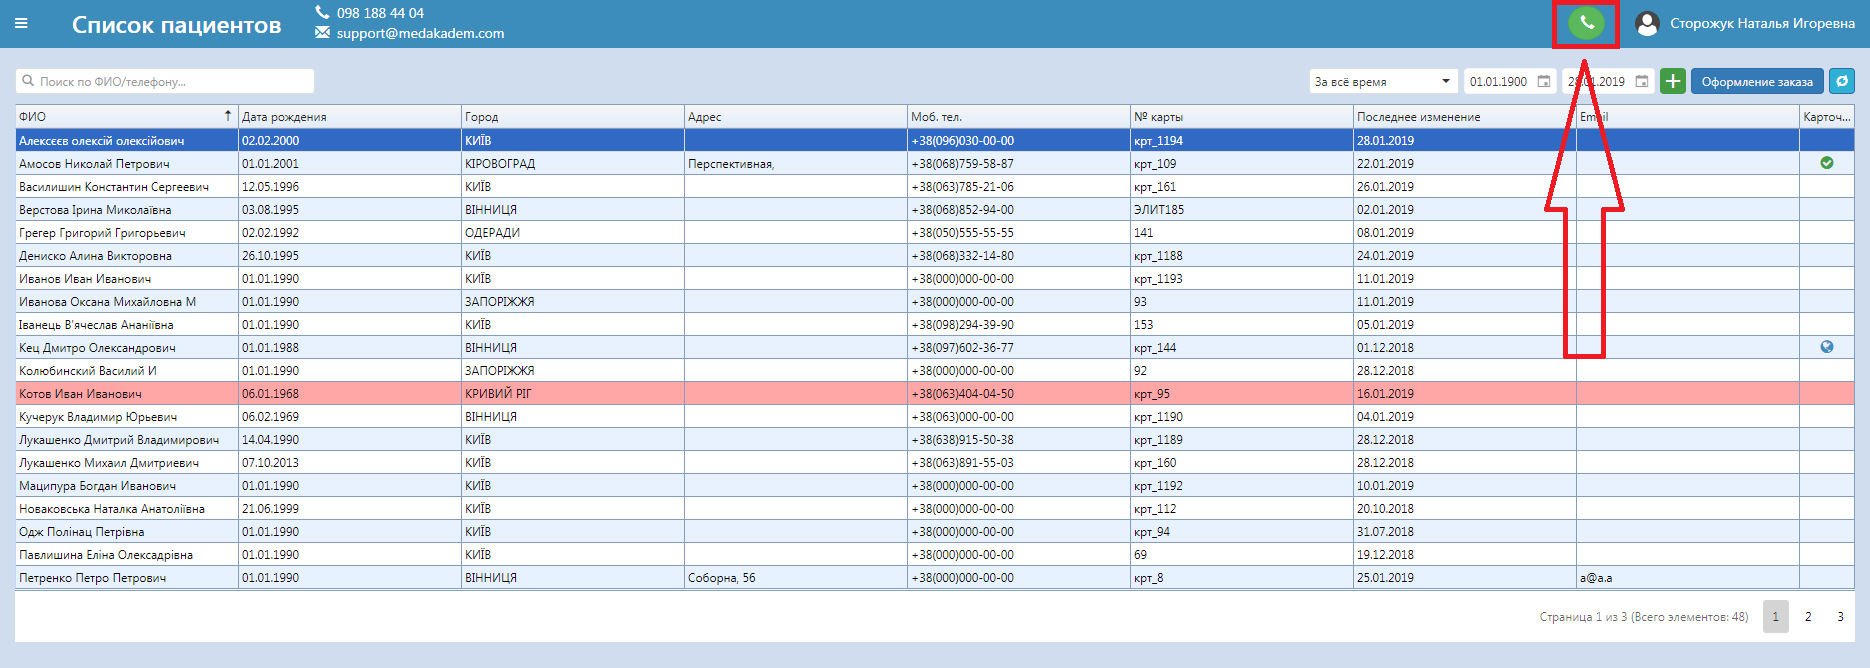 Список пациентов
098 188 44 04
support@medakadem.com
Сторожук Наталья Игоревна
Поиск по ФИО/телефону...
За всё время 01.01.1900 Оформление заказа
ФИО Дата рождения Город Адрес Моб. тел. № карты Последнее изменение Карточ...
Алексєєв олексій олексійович 02.02.2000 КИЇВ +38(096)030-00-00 крт_1194 28.01.2019
Амосов Николай Петрович 01.01.2001 КІРОВОГРАД Перспективная, +38(068)759-58-87 крт_109 22.01.2019
Василишин Константин Сергеевич 12.05.1996 КИЇВ +38(063)785-21-06 крт_161 26.01.2019
Верстова Ірина Миколаївна 03.08.1995 ВІННИЦЯ +38(068)852-94-00 ЭЛИТ185 02.01.2019
Грегер Григорий Григорьевич 02.02.1992 ОДЕРАДИ +38(050)555-55-55 141 08.01.2019
Дениско Алина Викторовна 26.10.1995 КИЇВ +38(068)332-14-80 крт_1188 24.01.2019
Иванов Иван Иванович 01.01.1990 КИЇВ +38(000)000-00-00 крт_1193 11.01.2019
Иванова Оксана Михайловна М 01.01.1990 ЗАПОРІЖЖЯ +38(000)000-00-00 93 11.01.2019
Іванець В'ячеслав Ананіївна 01.01.1990 КИЇВ +38(098)294-39-90 153 05.01.2019
Кец Дмитро Олександрович 01.01.1988 ВІННИЦЯ +38(097)602-36-77 крт_144 01.12.2018
Колюбинский Василий И 01.01.1990 ЗАПОРІЖЖЯ +38(000)000-00-00 92 28.12.2018
Котов Иван Иванович 06.01.1968 КРИВИЙ РІГ +38(063)404-04-50 крт_95 16.01.2019
Кучерук Владимир Юрьевич 06.02.1969 ВІННИЦЯ +38(063)000-00-00 крт_1190 04.01.2019
Лукашенко Дмитрий Владимирович 14.04.1990 КИЇВ +38(638)915-50-38 крт_1189 28.12.2018
Лукашенко Михаил Дмитриевич 07.10.2013 КИЇВ +38(063)891-55-03 крт_160 28.12.2018
Маципура Богдан Иванович 01.01.1990 КИЇВ +38(000)000-00-00 крт_1192 10.01.2019
Новаковська Наталка Анатоліївна 21.06.1999 КИЇВ +38(000)000-00-00 крт_112 20.10.2018
Одж Полінац Петрівна 01.01.1990 КИЇВ +38(000)000-00-00 крт_94 31.07.2018
Павлишина Еліна Олексадрівна 01.01.1990 КИЇВ +38(000)000-00-00 69 19.12.2018
Петренко Петро Петрович 01.01.1990 ВІННИЦЯ Соборна, 56 +38(000)000-00-00 крт_8 25.01.2019 a@a.a
Страница 1 из 3 (Всего элементов: 48) 1 2 3